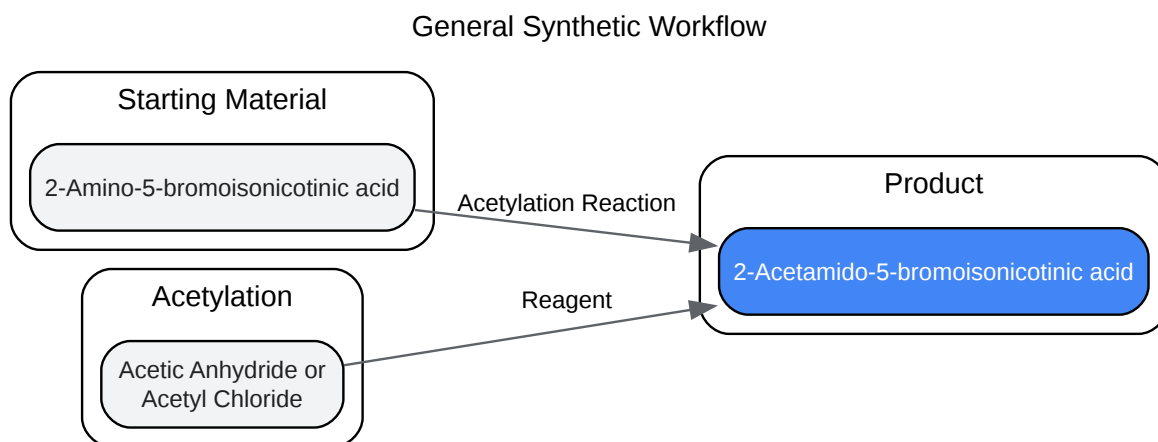 General Synthetic Workflow
Starting Material
2-Amino-5-bromoisonicotinic acid
Acetylation Reaction
Product
2-Acetamido-5-bromoisonicotinic acid
Acetylation
Reagent
Acetic Anhydride or
Acetyl Chloride